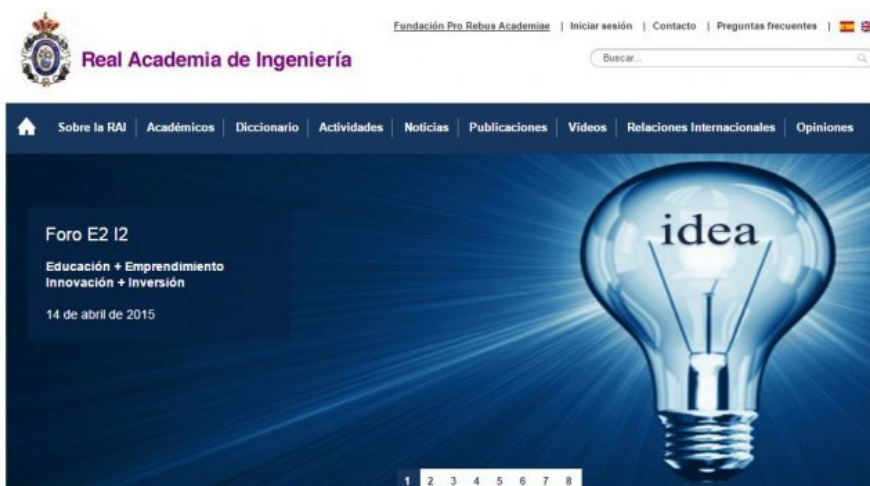 Fundación Pro Rebus Academiae | Iniciar sesión | Contacto | Preguntas frecuentes |
Real Academia de Ingeniería
Buscar...
Sobre la RAI | Académicos | Diccionario | Actividades | Noticias | Publicaciones | Videos | Relaciones Internacionales | Opiniones
idea
Foro E2 I2
Educación + Emprendimiento
Innovación + Inversión
14 de abril de 2015
1 2 3 4 5 6 7 8